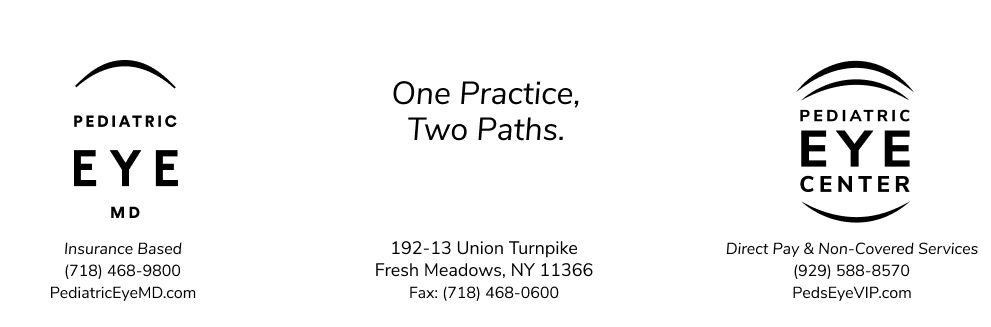 PEDIATRIC
EYE
MD
Insurance Based
(718) 468-9800
PediatricEyeMD.com
One Practice,
Two Paths.
192-13 Union Turnpike
Fresh Meadows, NY 11366
Fax: (718) 468-0600
PEDIATRIC
EYE
CENTER
Direct Pay & Non-Covered Services
(929) 588-8570
PedsEyeVIP.com